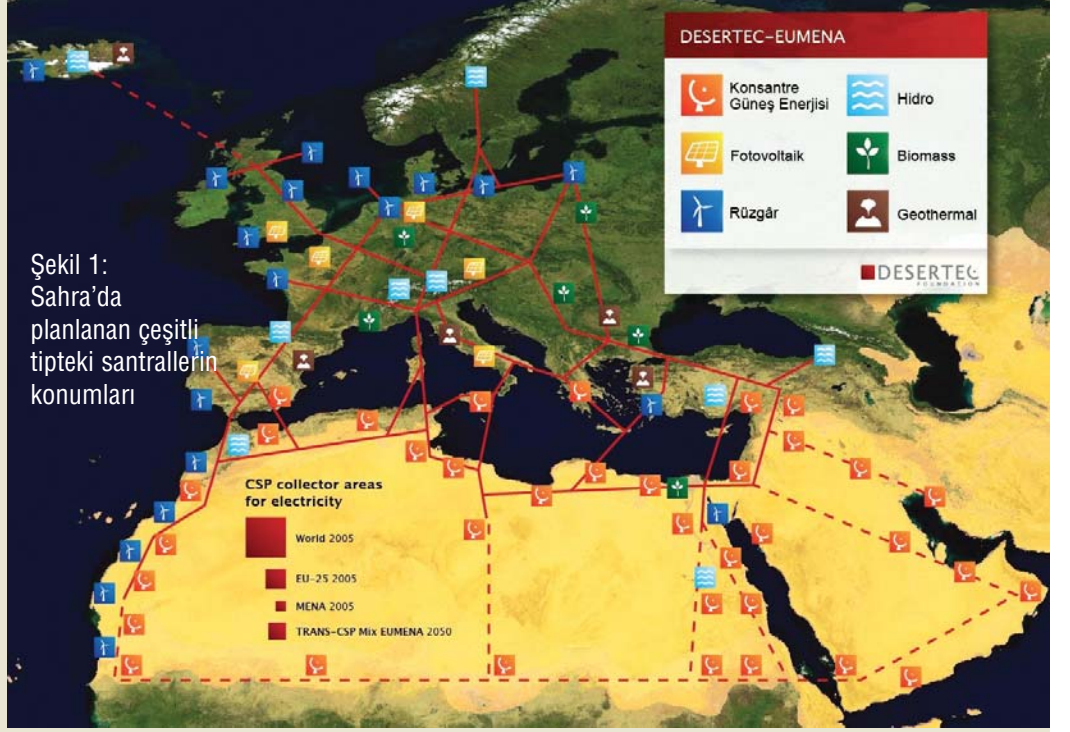 Şekil 1:
Sahra’da
planlanan çeşitli
tipteki santrallerin
konumları
DESERTEC-EUMENA
Konsantre
Güneş Enerjisi
Hidro
Fotovoltaik
Biomass
Rüzgâr
Geothermal
DESERTEC
FOUNDATION
CSP collector areas
for electricity
World 2005
EU-25 2005
MENA 2005
TRANS-CSP Mix EUMENA 2050